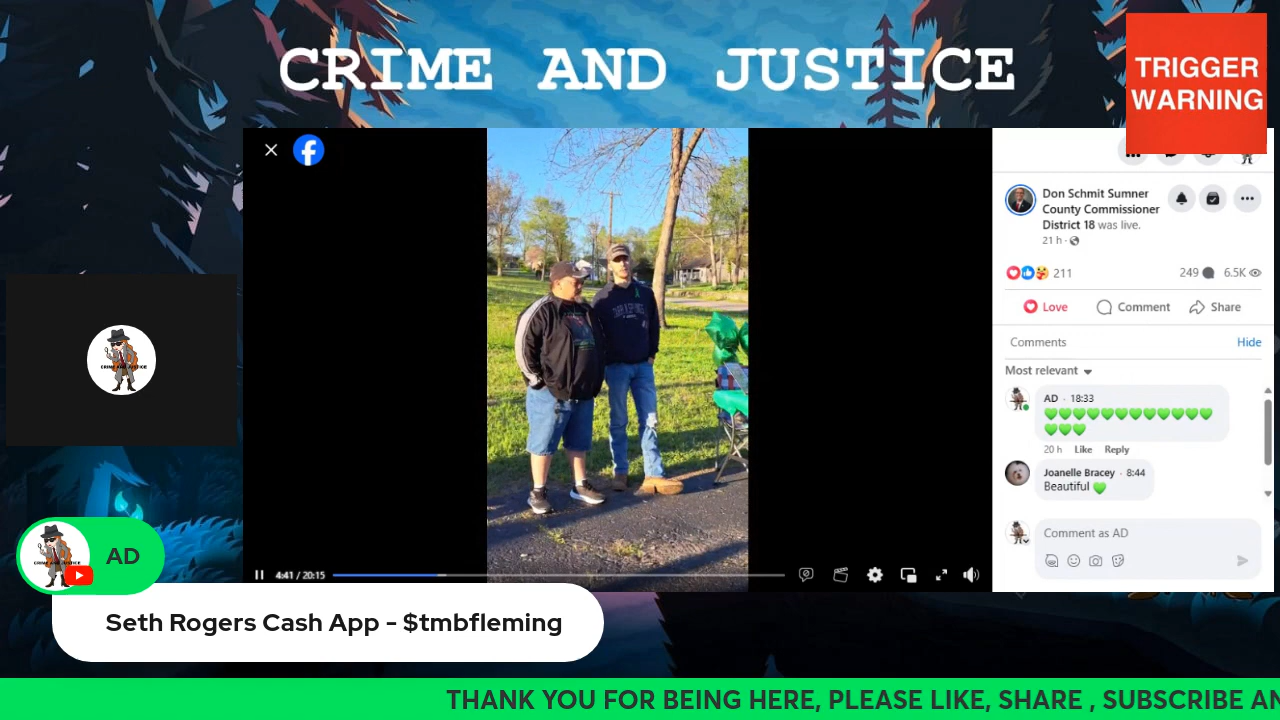 CRIME AND JUSTICE
TRIGGER
WARNING
Don Schmit Sumner
County Commissioner
District 18 was live.
21 h
211
249
6.5K
Love
Comment
Share
Comments
Hide
Most relevant
AD · 18:33
20 h Like Reply
Joanelle Bracey · 8:44
Beautiful 💚
Comment as AD
4:41 / 20:15
CRIME AND JUSTICE
AD
Seth Rogers Cash App - $tmbfleming
THANK YOU FOR BEING HERE, PLEASE LIKE, SHARE , SUBSCRIBE